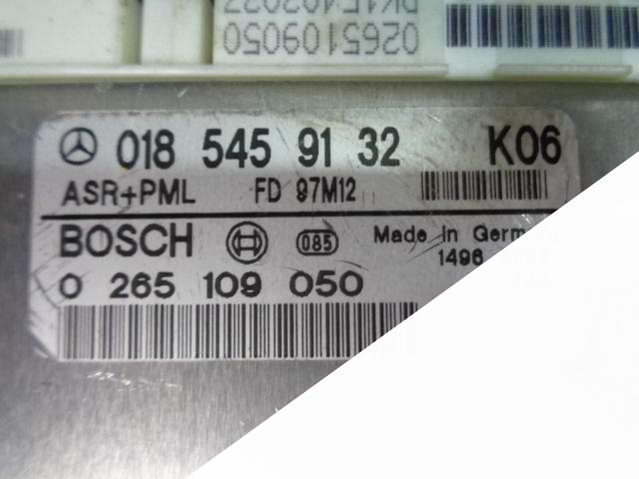 0265109050
018 545 91 32 K06
ASR+PML FD 97M12
BOSCH 085 Made in
0 265 109 050 1496